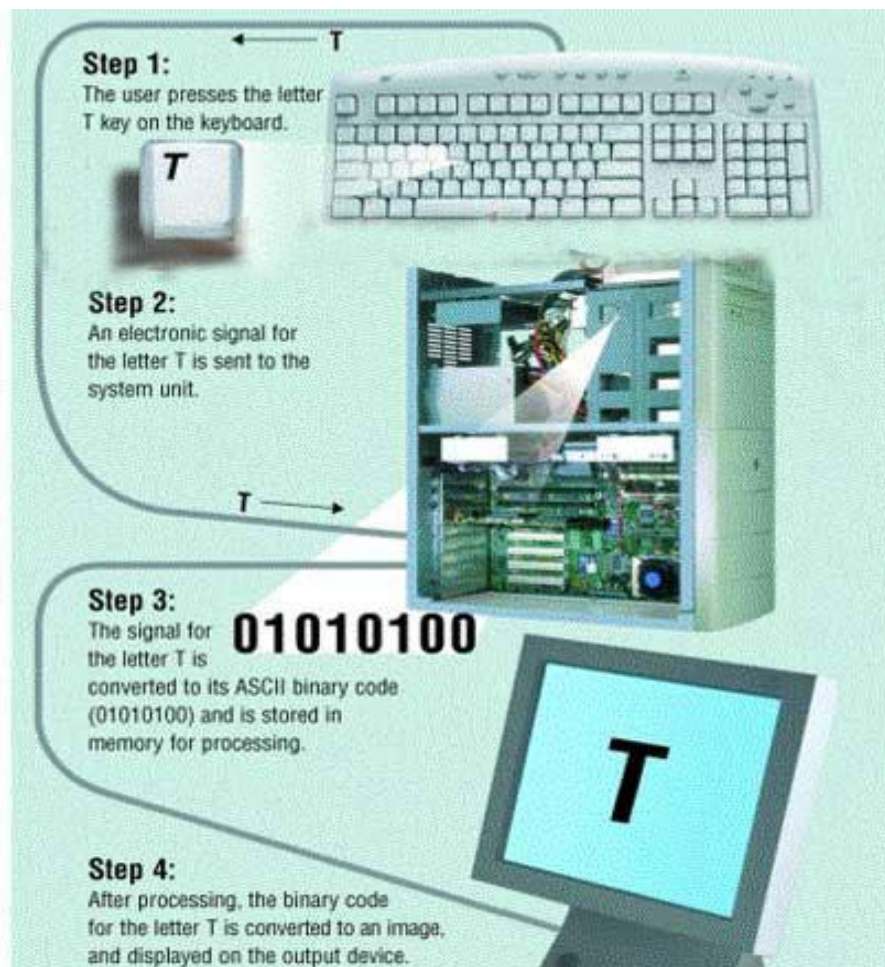 T
Step 1:
The user presses the letter
T key on the keyboard.
T
Step 2:
An electronic signal for
the letter T is sent to the
system unit.
T
Step 3:
01010100
The signal for
the letter T is
converted to its ASCII binary code
(01010100) and is stored in
memory for processing.
T
Step 4:
After processing, the binary code
for the letter T is converted to an image,
and displayed on the output device.